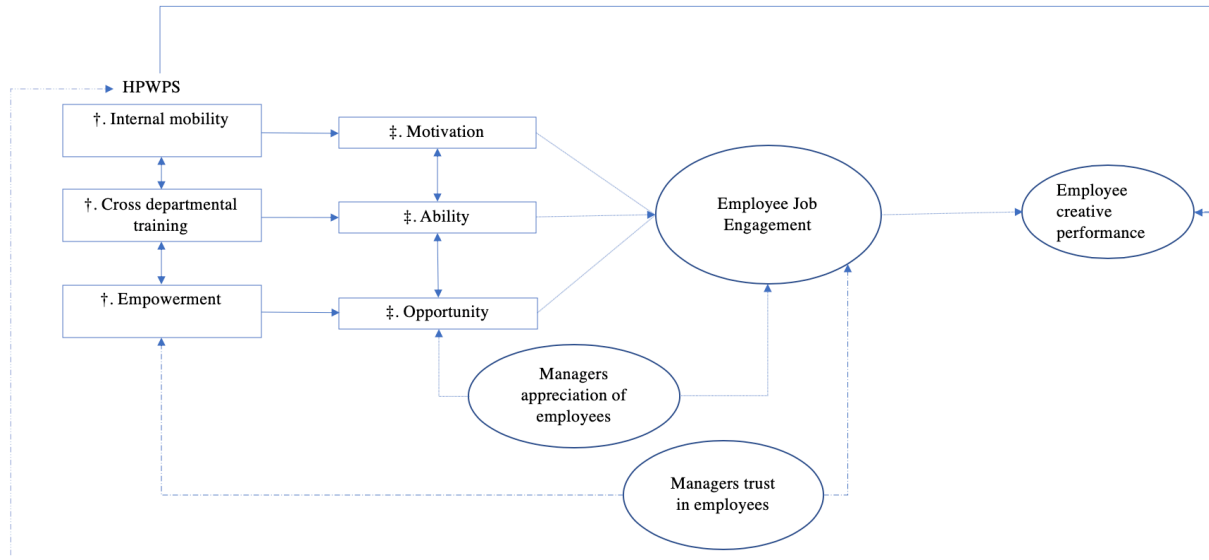 HPWPS
†. Internal mobility
‡. Motivation
†. Cross departmental
training
‡. Ability
†. Empowerment
‡. Opportunity
Employee Job
Engagement
Employee
creative
performance
Managers
appreciation of
employees
Managers trust
in employees